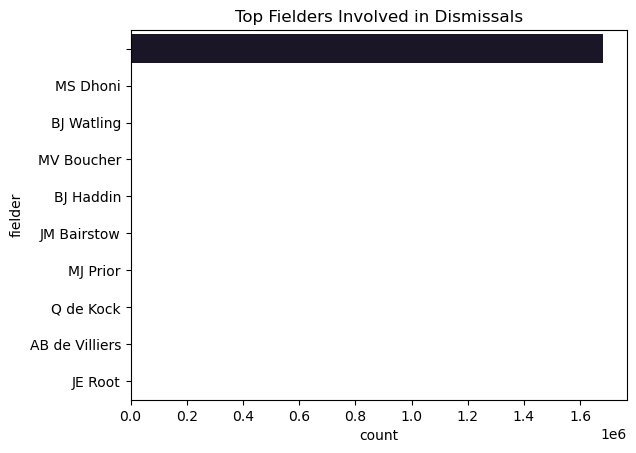 Top Fielders Involved in Dismissals
MS Dhoni
BJ Watling
MV Boucher
BJ Haddin
JM Bairstow
MJ Prior
Q de Kock
AB de Villiers
JE Root
fielder
0.0 0.2 0.4 0.6 0.8 1.0 1.2 1.4 1.6
1e6
count